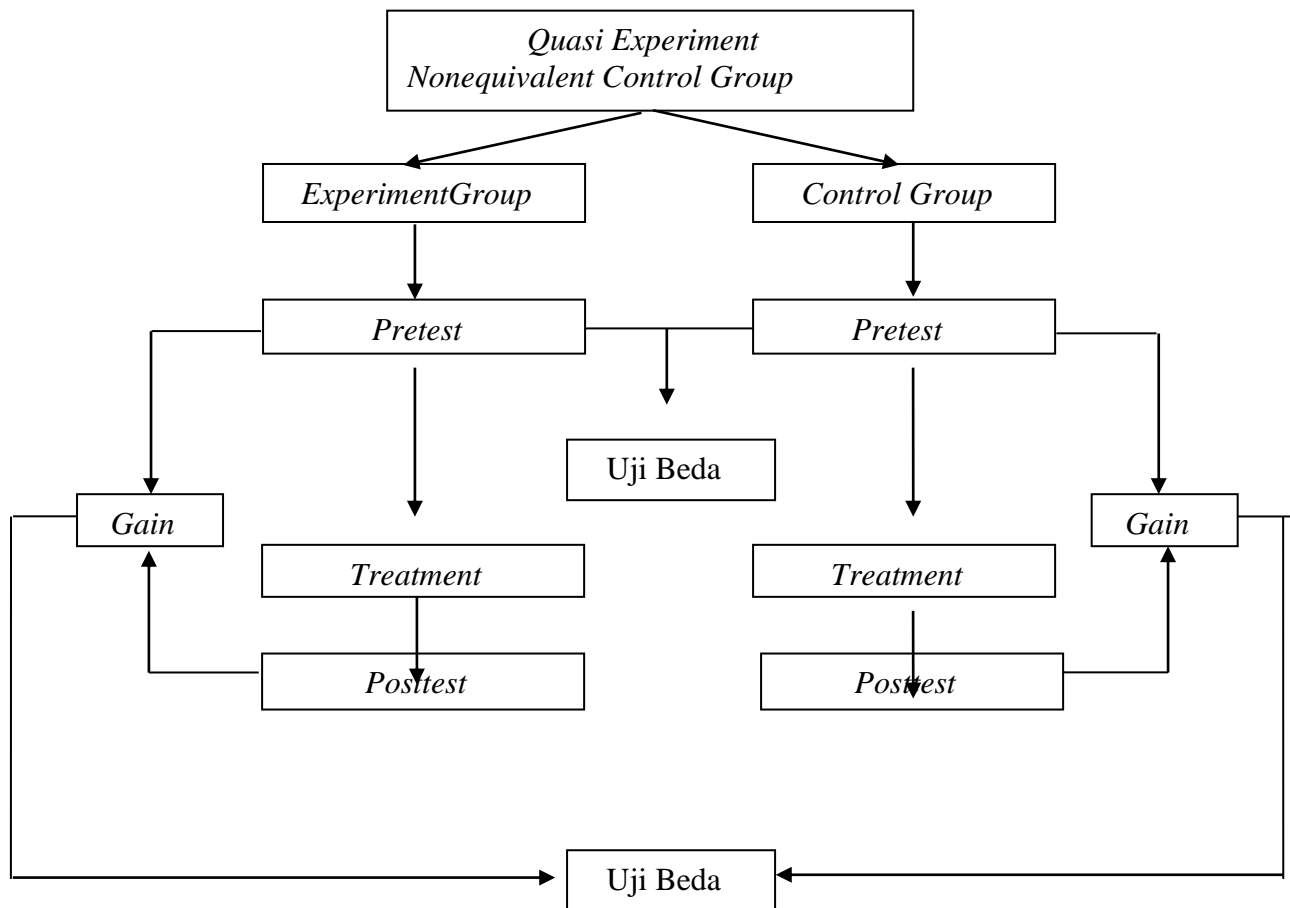 Quasi Experiment
Nonequivalent Control Group
ExperimentGroup
Control Group
Pretest
Pretest
Uji Beda
Gain
Gain
Treatment
Treatment
Posttest
Posttest
Uji Beda